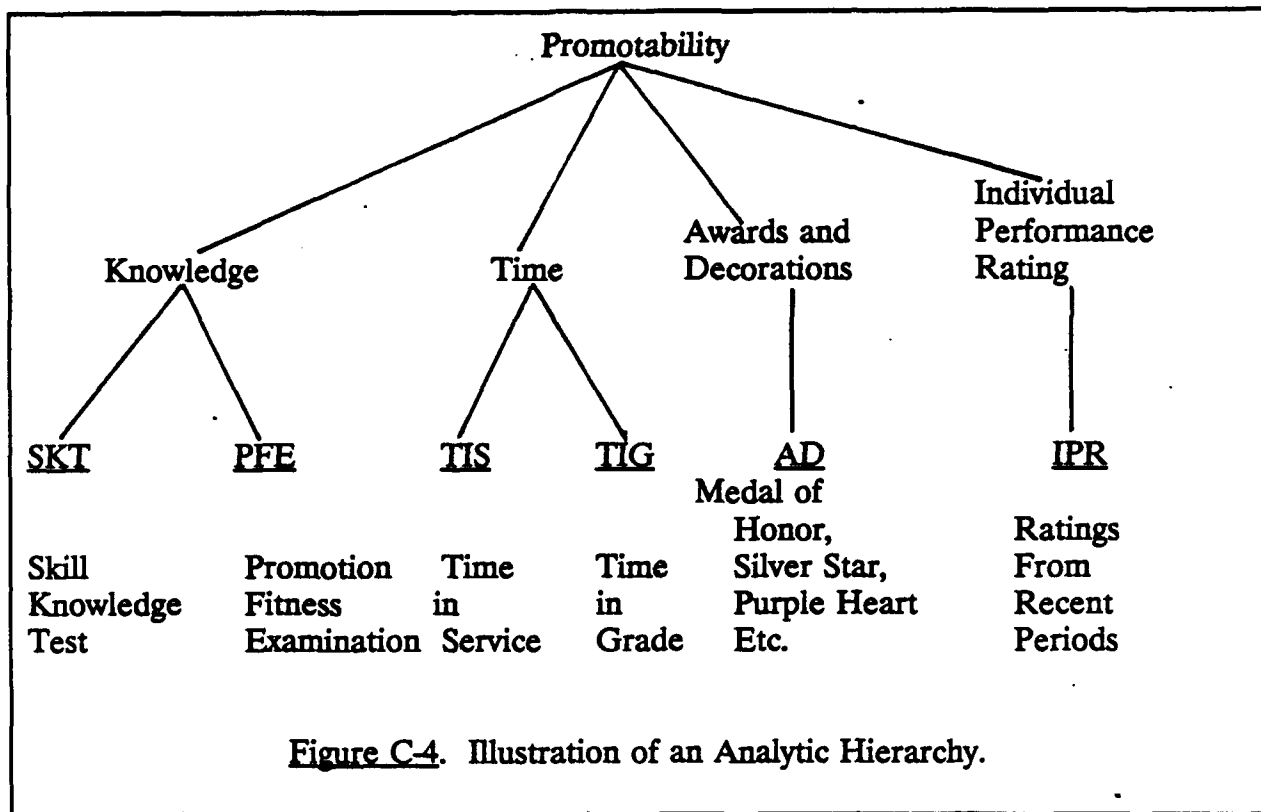 Promotability
Individual
Performance
Rating
Awards and
Decorations
Knowledge
Time
SKT
PFE
TIS
TIG
AD
IPR
Skill
Knowledge
Test
Promotion
Fitness
Examination
Time
in
Service
Time
in
Grade
Medal of
Honor,
Silver Star,
Purple Heart
Etc.
Ratings
From
Recent
Periods
Figure C-4. Illustration of an Analytic Hierarchy.